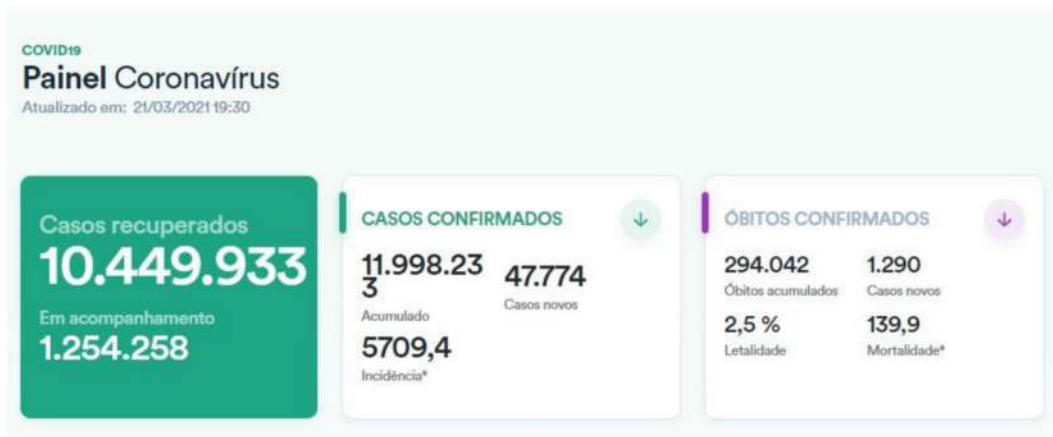 COVID19
Painel Coronavírus
Atualizado em: 21/03/2021 19:30
Casos recuperados
10.449.933
Em acompanhamento
1.254.258
CASOS CONFIRMADOS
11.998.23
3
Acumulado
47.774
Casos novos
5709,4
Incidência*
ÓBITOS CONFIRMADOS
294.042
Óbitos acumulados
1.290
Casos novos
2,5 %
Letalidade
139,9
Mortalidade*